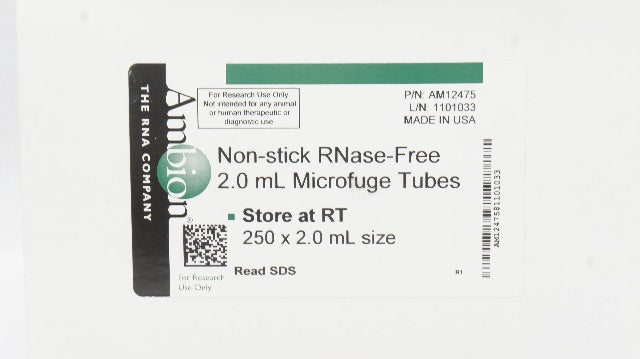 THE RNA COMPANY
Ambion
®
For Research Use Only
Not intended for any animal
or human therapeutic or
diagnostic use
P/N: AM12475
L/N: 1101033
MADE IN USA
Non-stick RNase-Free
2.0 mL Microfuge Tubes
▪ Store at RT
250 x 2.0 mL size
Read SDS
For Research
Use Only
R1
AM124751101033